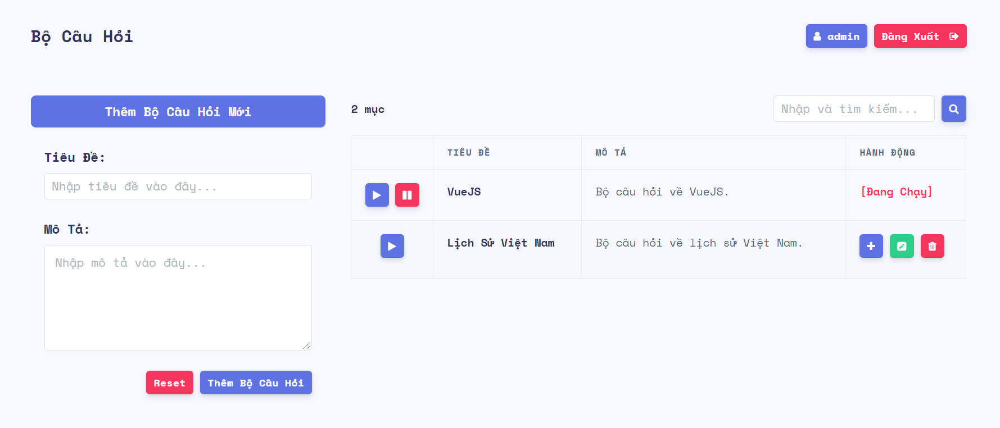 Bộ Câu Hỏi
admin
Đăng Xuất
Thêm Bộ Câu Hỏi Mới
Tiêu Đề:
Nhập tiêu đề vào đây...
Mô Tả:
Nhập mô tả vào đây...
Reset
Thêm Bộ Câu Hỏi
2 mục
Nhập và tìm kiếm...
TIÊU ĐỀ
MÔ TẢ
HÀNH ĐỘNG
VueJS
Bộ câu hỏi về VueJS.
[Đang Chạy]
Lịch Sử Việt Nam
Bộ câu hỏi về lịch sử Việt Nam.